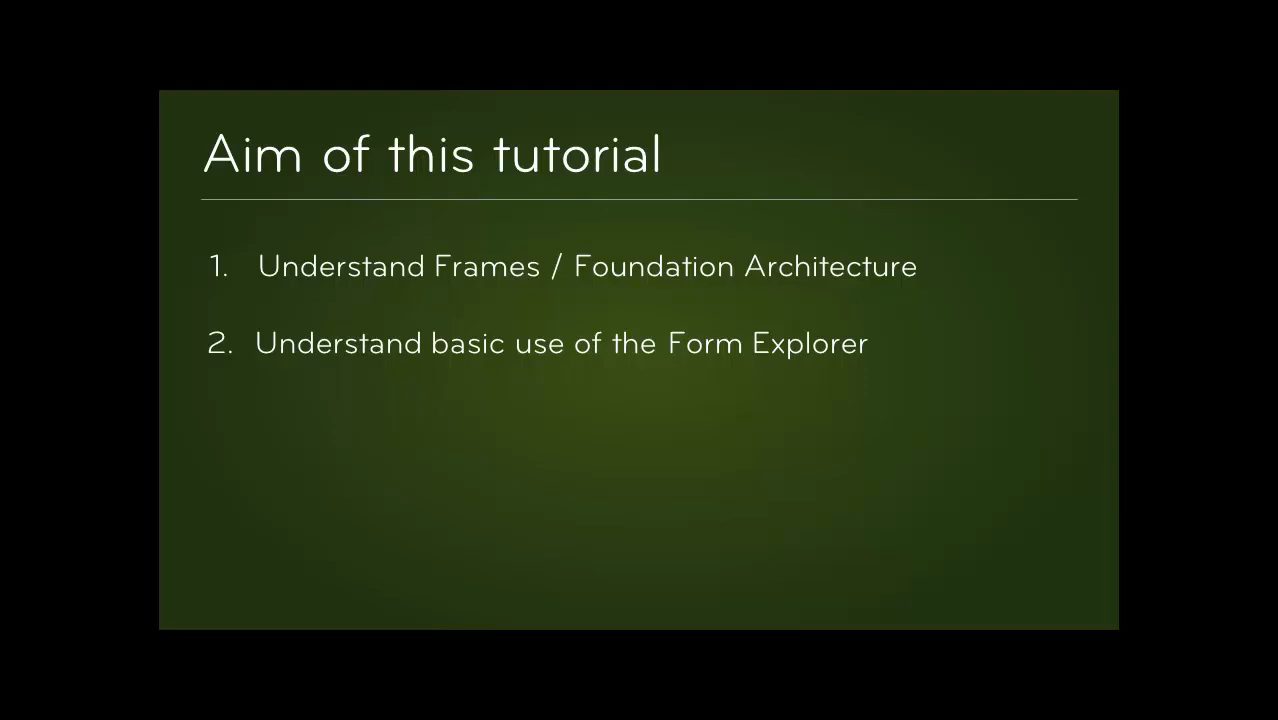 Aim of this tutorial
1. Understand Frames / Foundation Architecture
2. Understand basic use of the Form Explorer